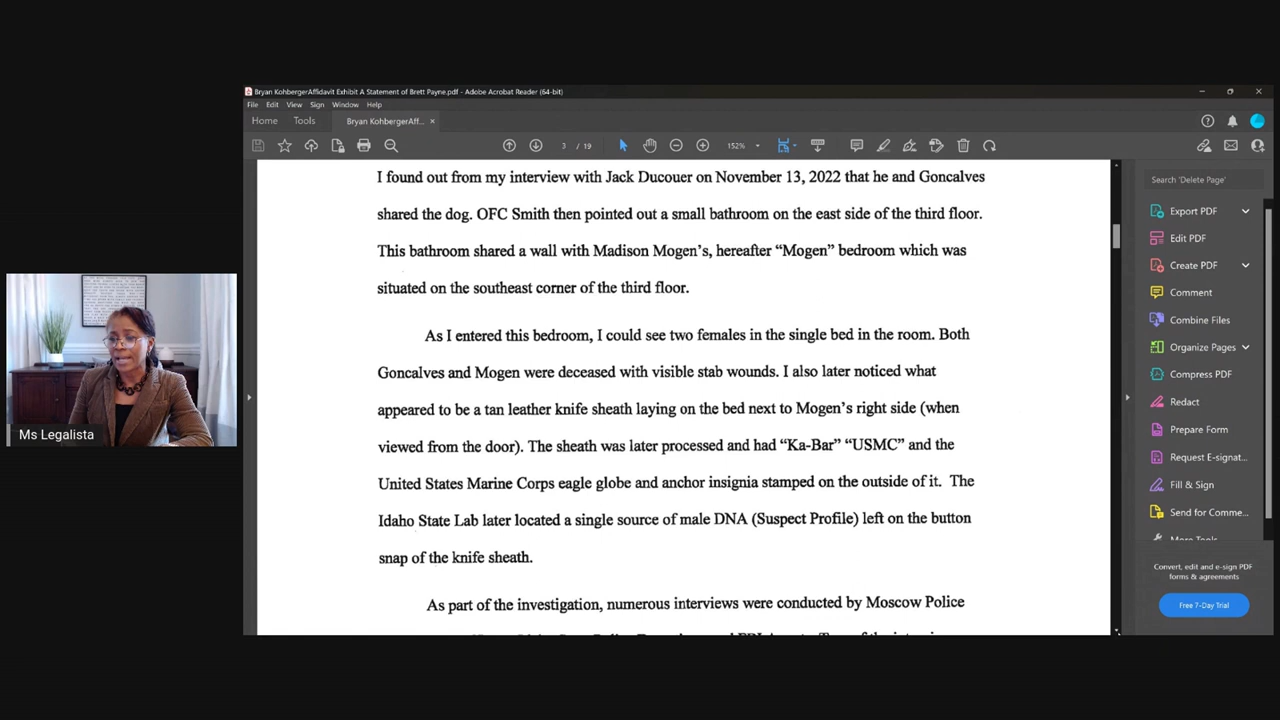 Bryan KohbergerAffidavit Exhibit A Statement of Brett Payne.pdf - Adobe Acrobat Reader (64-bit)
File Edit View Sign Window Help
Home Tools Bryan KohbergerAff... ×
3 / 19 152%
I found out from my interview with Jack Ducouer on November 13, 2022 that he and Goncalves
shared the dog. OFC Smith then pointed out a small bathroom on the east side of the third floor.
This bathroom shared a wall with Madison Mogen's, hereafter “Mogen” bedroom which was
situated on the southeast corner of the third floor.
As I entered this bedroom, I could see two females in the single bed in the room. Both
Goncalves and Mogen were deceased with visible stab wounds. I also later noticed what
appeared to be a tan leather knife sheath laying on the bed next to Mogen's right side (when
viewed from the door). The sheath was later processed and had “Ka-Bar” “USMC” and the
United States Marine Corps eagle globe and anchor insignia stamped on the outside of it. The
Idaho State Lab later located a single source of male DNA (Suspect Profile) left on the button
snap of the knife sheath.
As part of the investigation, numerous interviews were conducted by Moscow Police
Search 'Delete Page'
Export PDF
Edit PDF
Create PDF
Comment
Combine Files
Organize Pages
Compress PDF
Redact
Prepare Form
Request E-signat...
Fill & Sign
Send for Comme...
More Tools
Convert, edit and e-sign PDF
forms & agreements
Free 7-Day Trial
Ms Legalista